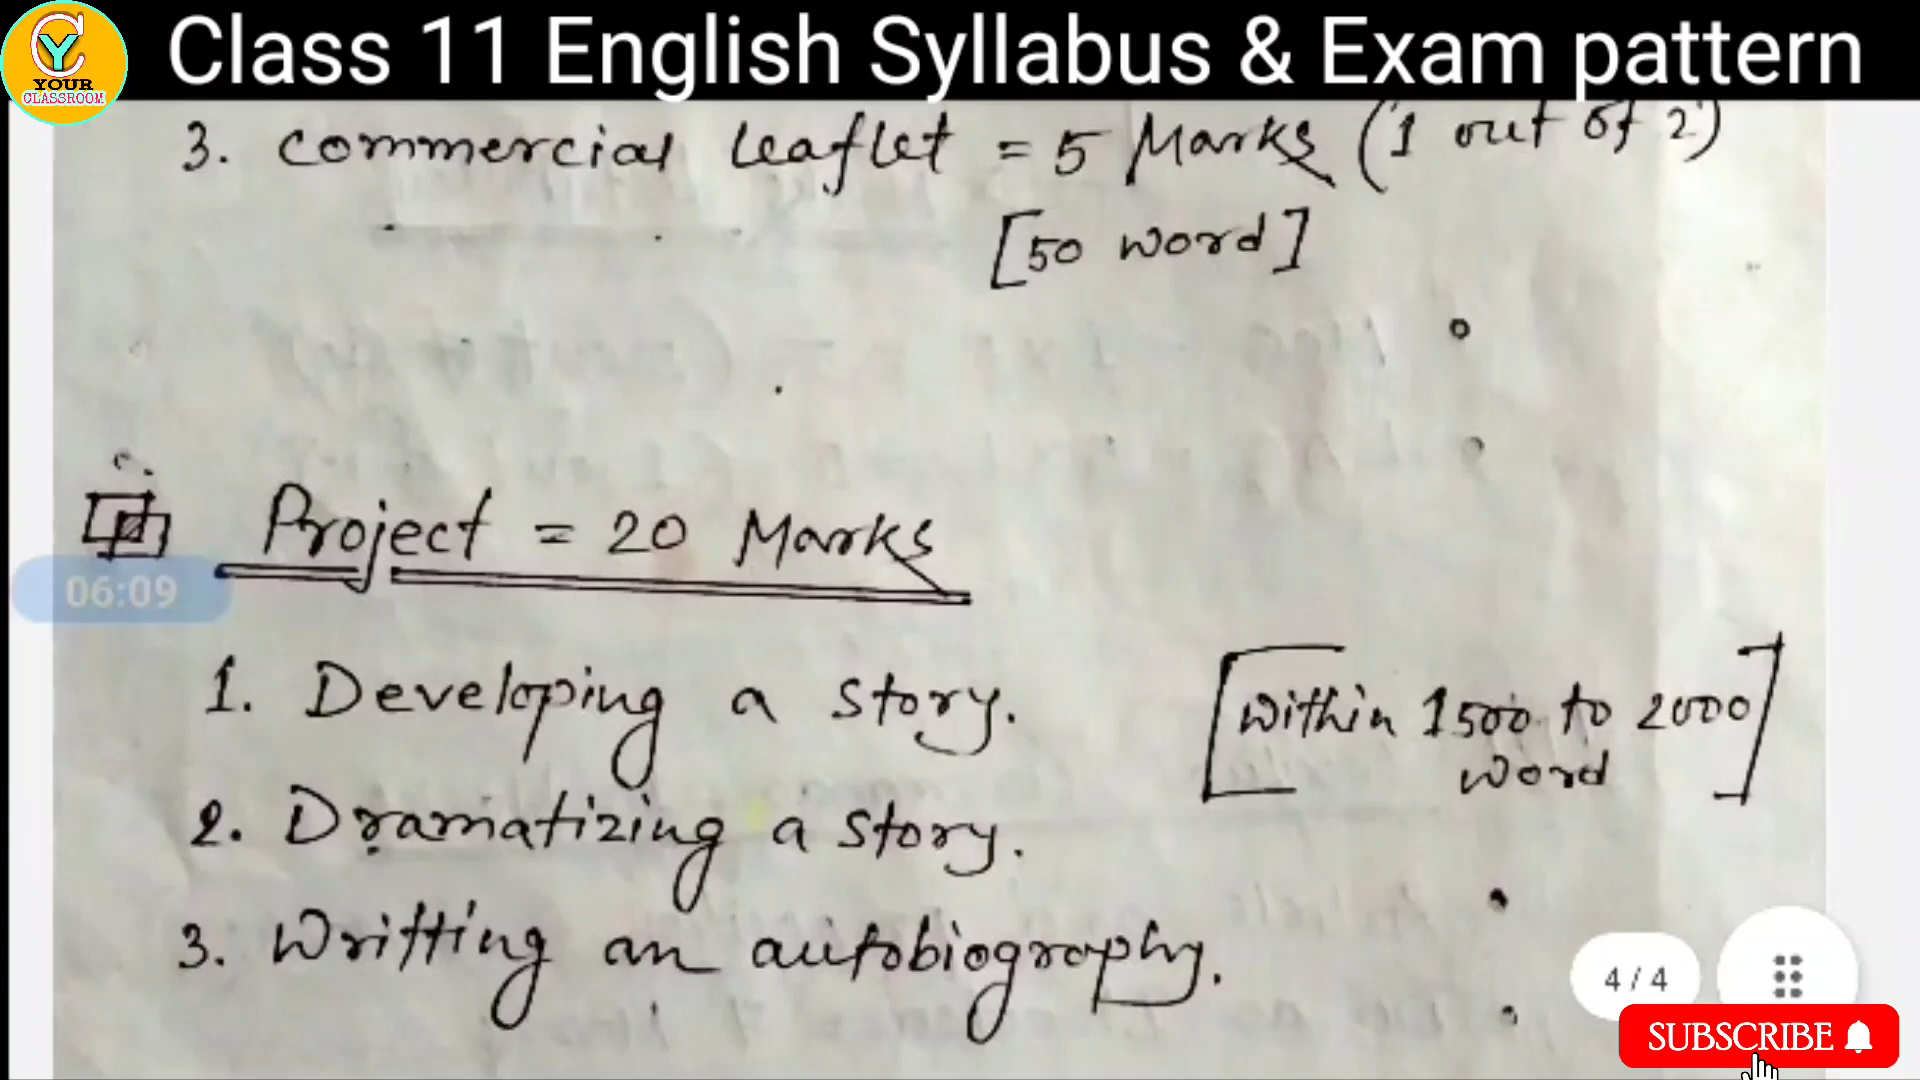 YOUR
CLASSROOM
Class 11 English Syllabus & Exam pattern
3. commercial leaflet = 5 Marks (1 out of 2)
[50 word]
Project = 20 Marks
06:09
1. Developing a story.
[within 1500 to 2000
word]
2. Dramatizing a story.
3. Writting an autobiography.
4 / 4
SUBSCRIBE